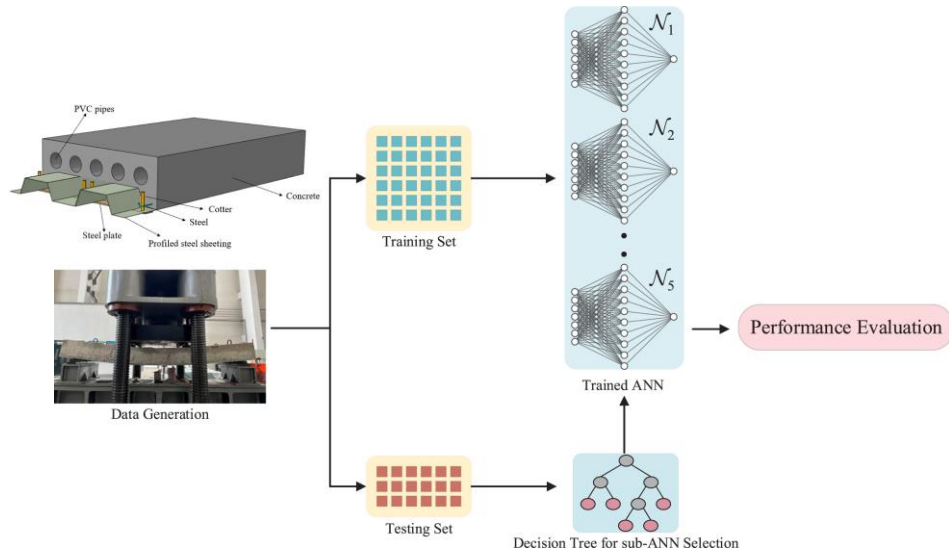 PVC pipes
Concrete
Cotter
Steel
Steel plate
Profiled steel sheeting
Data Generation
Training Set
Testing Set
𝒩1
𝒩2
𝒩5
Trained ANN
Decision Tree for sub-ANN Selection
Performance Evaluation